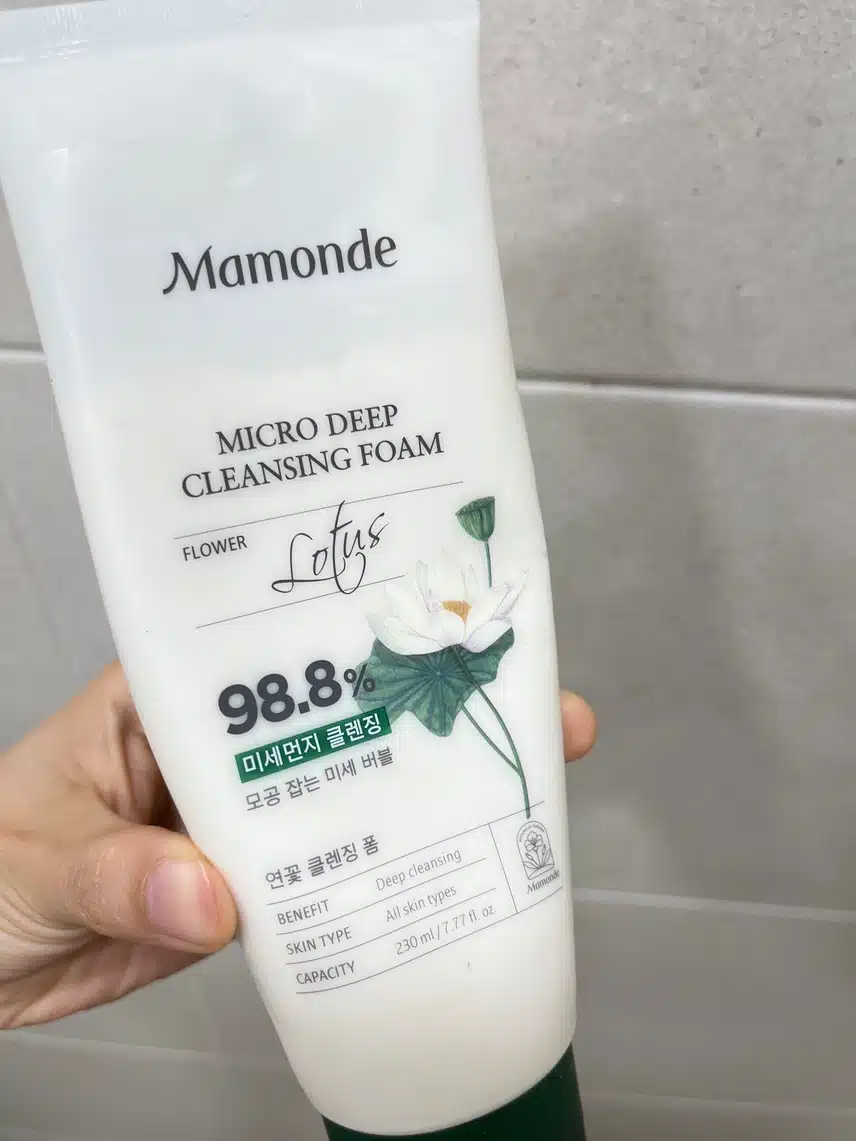 Mamonde
MICRO DEEP
CLEANSING FOAM
FLOWER Lotus
98.8%
미세먼지 클렌징
모공 잡는 미세 버블
연꽃 클렌징 폼
BENEFIT Deep cleansing
SKIN TYPE All skin types
CAPACITY 230 ml / 7.77 fl. oz
Mamonde